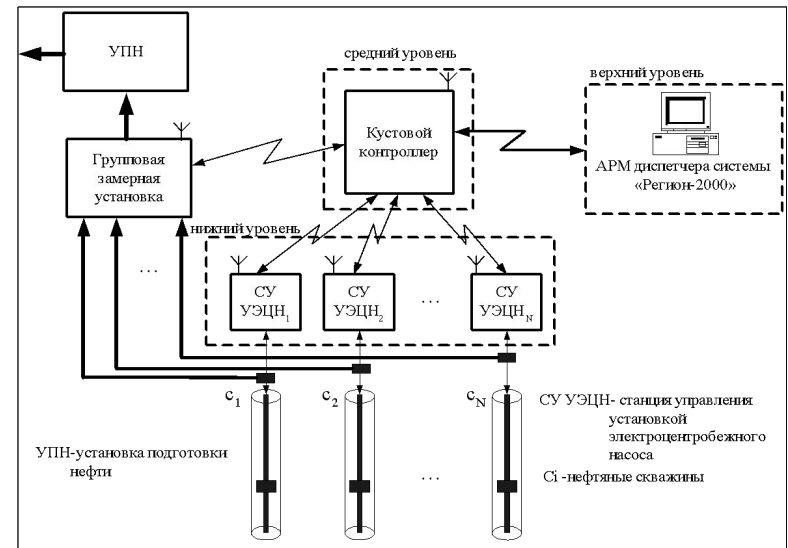 УПН
средний уровень
верхний уровень
Кустовой
контроллер
Групповая
замерная
установка
АРМ диспетчера системы
«Регион-2000»
нижний уровень
...
СУ
УЭЦН1
СУ
УЭЦН2
...
СУ
УЭЦНN
c1
c2
cN
СУ УЭЦН- станция управления
установкой
электроцентробежного
насоса
УПН-установка подготовки
нефти
...
Ci -нефтяные скважины